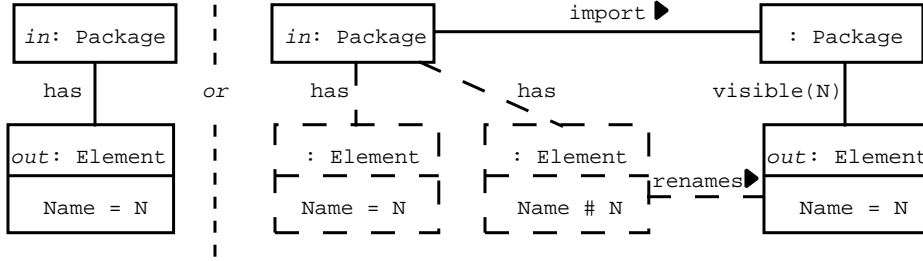 import ▶
in: Package
in: Package
: Package
has
or
has
has
visible(N)
out: Element
: Element
: Element
out: Element
renames▶
Name = N
Name = N
Name # N
Name = N